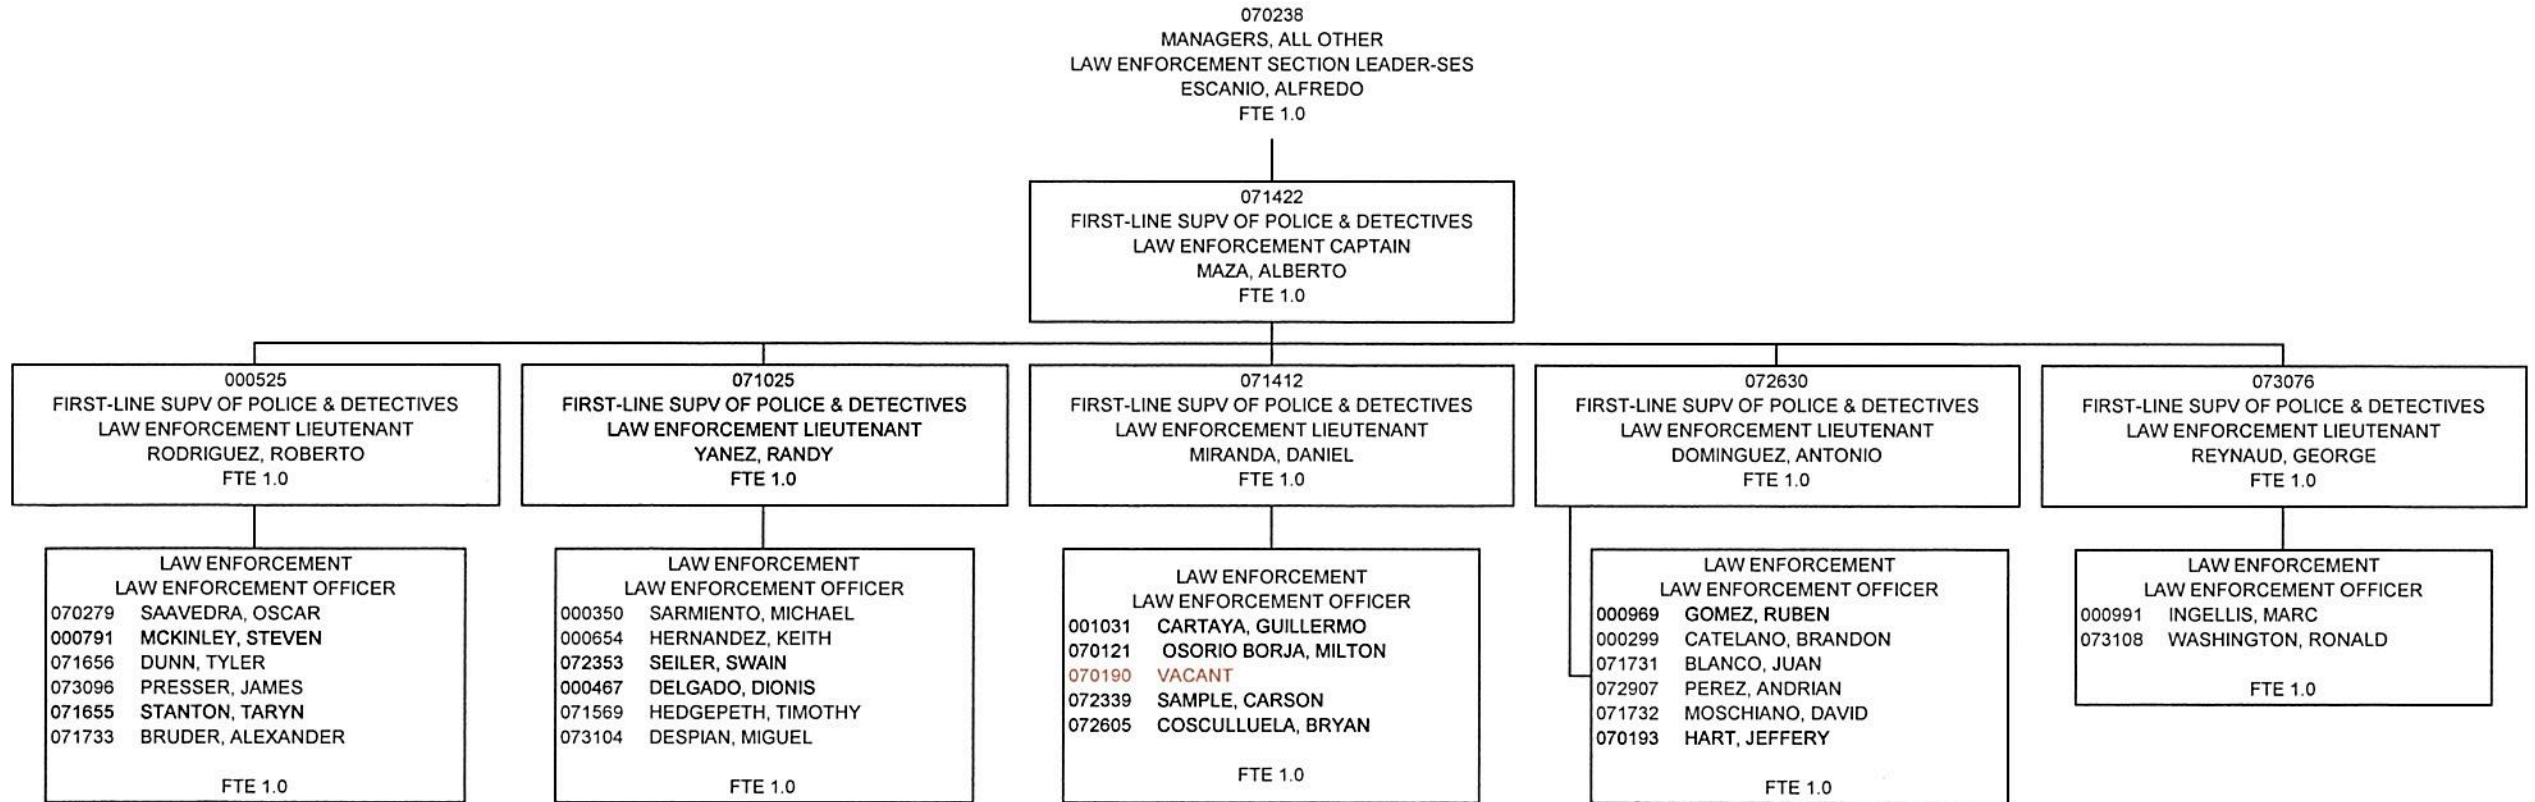 070238
MANAGERS, ALL OTHER
LAW ENFORCEMENT SECTION LEADER-SES
ESCANIO, ALFREDO
FTE 1.0
071422
FIRST-LINE SUPV OF POLICE & DETECTIVES
LAW ENFORCEMENT CAPTAIN
MAZA, ALBERTO
FTE 1.0
000525
FIRST-LINE SUPV OF POLICE & DETECTIVES
LAW ENFORCEMENT LIEUTENANT
RODRIGUEZ, ROBERTO
FTE 1.0
071025
FIRST-LINE SUPV OF POLICE & DETECTIVES
LAW ENFORCEMENT LIEUTENANT
YANEZ, RANDY
FTE 1.0
071412
FIRST-LINE SUPV OF POLICE & DETECTIVES
LAW ENFORCEMENT LIEUTENANT
MIRANDA, DANIEL
FTE 1.0
072630
FIRST-LINE SUPV OF POLICE & DETECTIVES
LAW ENFORCEMENT LIEUTENANT
DOMINGUEZ, ANTONIO
FTE 1.0
073076
FIRST-LINE SUPV OF POLICE & DETECTIVES
LAW ENFORCEMENT LIEUTENANT
REYNAUD, GEORGE
FTE 1.0
LAW ENFORCEMENT
LAW ENFORCEMENT OFFICER
070279 SAAVEDRA, OSCAR
000791 MCKINLEY, STEVEN
071656 DUNN, TYLER
073096 PRESSER, JAMES
071655 STANTON, TARYN
071733 BRUDER, ALEXANDER
FTE 1.0
LAW ENFORCEMENT
LAW ENFORCEMENT OFFICER
000350 SARMIENTO, MICHAEL
000654 HERNANDEZ, KEITH
072353 SEILER, SWAIN
000467 DELGADO, DIONIS
071569 HEDGEPETH, TIMOTHY
073104 DESPIAN, MIGUEL
FTE 1.0
LAW ENFORCEMENT
LAW ENFORCEMENT OFFICER
001031 CARTAYA, GUILLERMO
070121 OSORIO BORJA, MILTON
070190 VACANT
072339 SAMPLE, CARSON
072605 COSCULLUELA, BRYAN
FTE 1.0
LAW ENFORCEMENT
LAW ENFORCEMENT OFFICER
000969 GOMEZ, RUBEN
000299 CATELANO, BRANDON
071731 BLANCO, JUAN
072907 PEREZ, ANDRIAN
071732 MOSCHIANO, DAVID
070193 HART, JEFFERY
FTE 1.0
LAW ENFORCEMENT
LAW ENFORCEMENT OFFICER
000991 INGELLIS, MARC
073108 WASHINGTON, RONALD
FTE 1.0